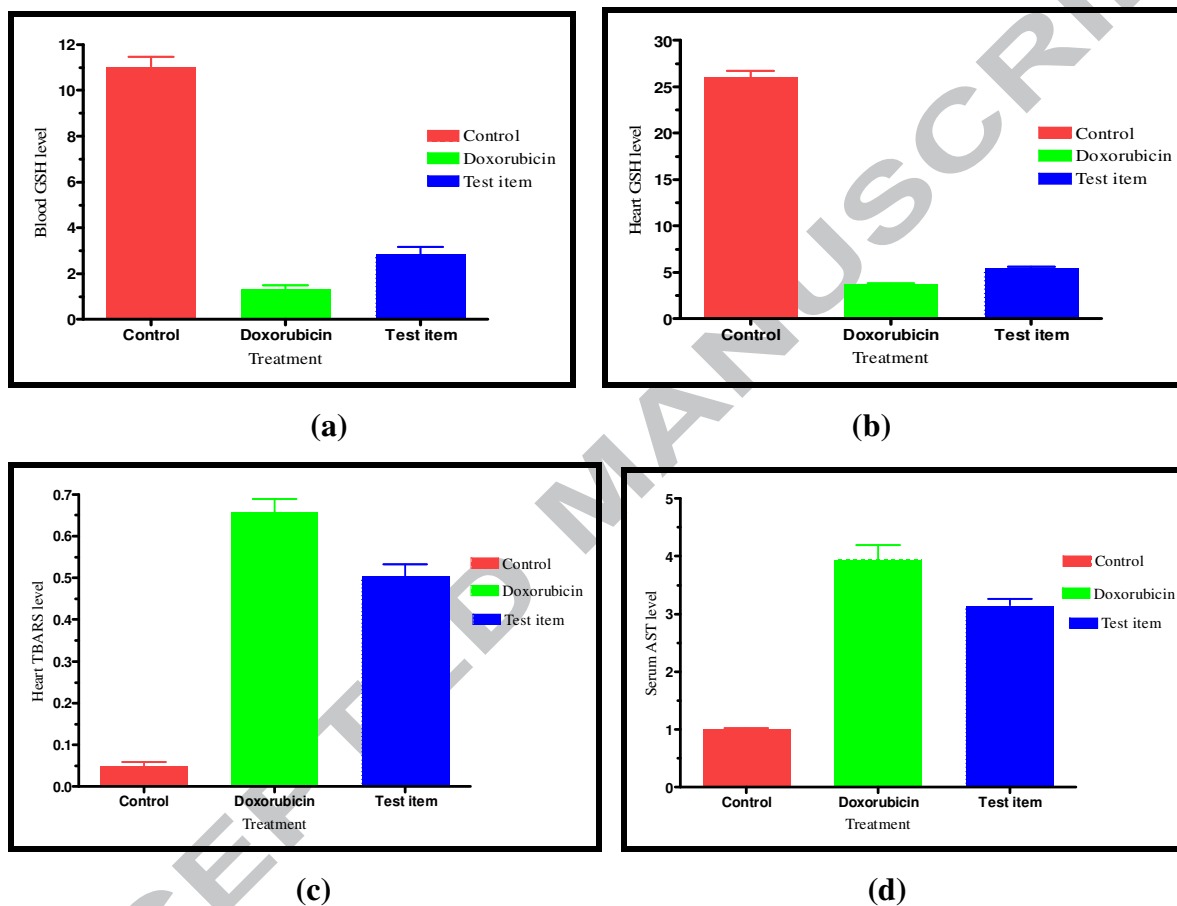 12
10
8
6
4
2
0
Blood GSH level
Control
Doxorubicin
Test item
Control
Doxorubicin
Test item
Treatment
(a)
30
25
20
15
10
5
0
Heart GSH level
Control
Doxorubicin
Test item
Control
Doxorubicin
Test item
Treatment
(b)
0.7
0.6
0.5
0.4
0.3
0.2
0.1
0.0
Heart TBARS level
Control
Doxorubicin
Test item
Control
Doxorubicin
Test item
Treatment
(c)
5
4
3
2
1
0
Serum AST level
Control
Doxorubicin
Test item
Control
Doxorubicin
Test item
Treatment
(d)